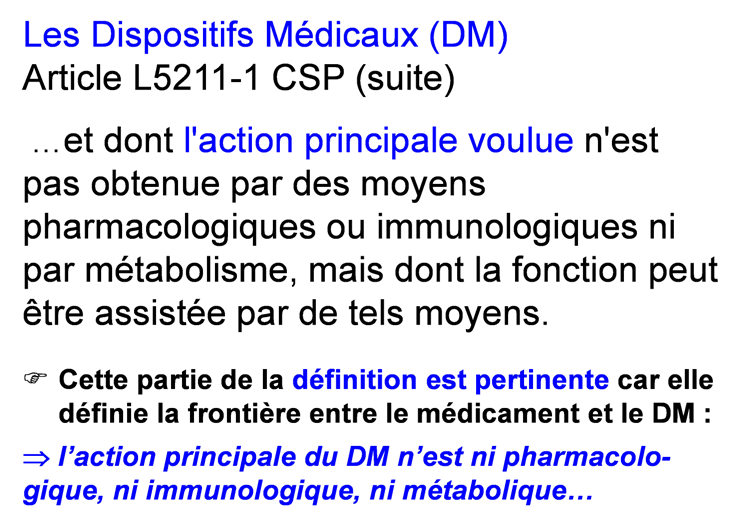 Les Dispositifs Médicaux (DM)
Article L5211-1 CSP (suite)
…et dont l'action principale voulue n'est
pas obtenue par des moyens
pharmacologiques ou immunologiques ni
par métabolisme, mais dont la fonction peut
être assistée par de tels moyens.
☞ Cette partie de la définition est pertinente car elle
définie la frontière entre le médicament et le DM :
⇒ l’action principale du DM n’est ni pharmacolo-
gique, ni immunologique, ni métabolique…